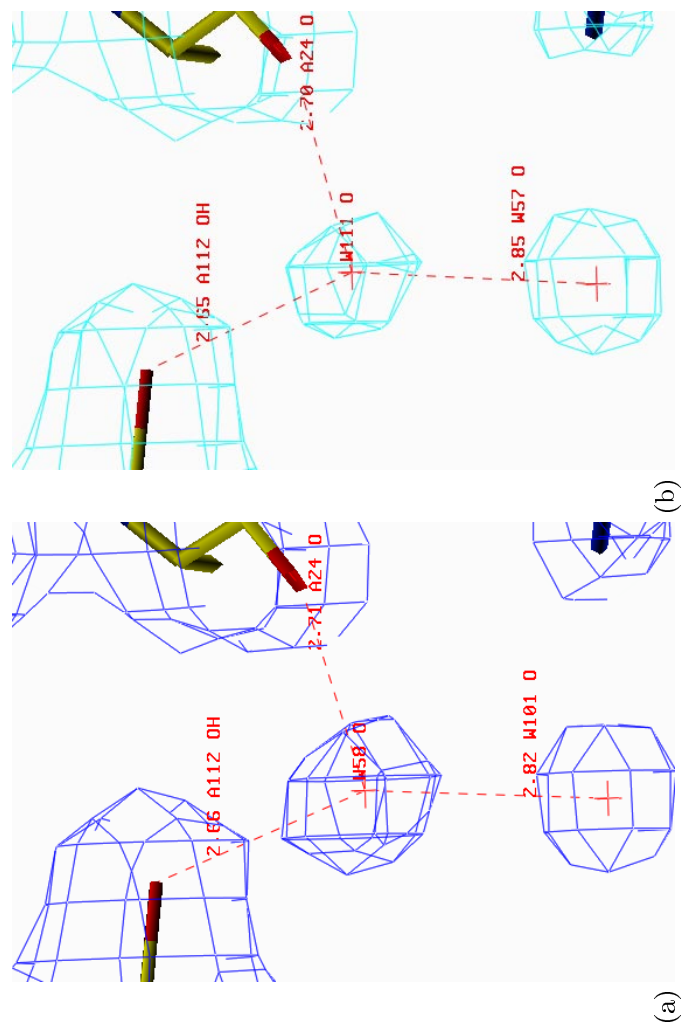 2.70 A24 O
2.65 A112 OH
W111 O
2.85 W57 O
(b)
2.71 A24 O
2.66 A112 OH
W58 O
2.82 W101 O
(a)